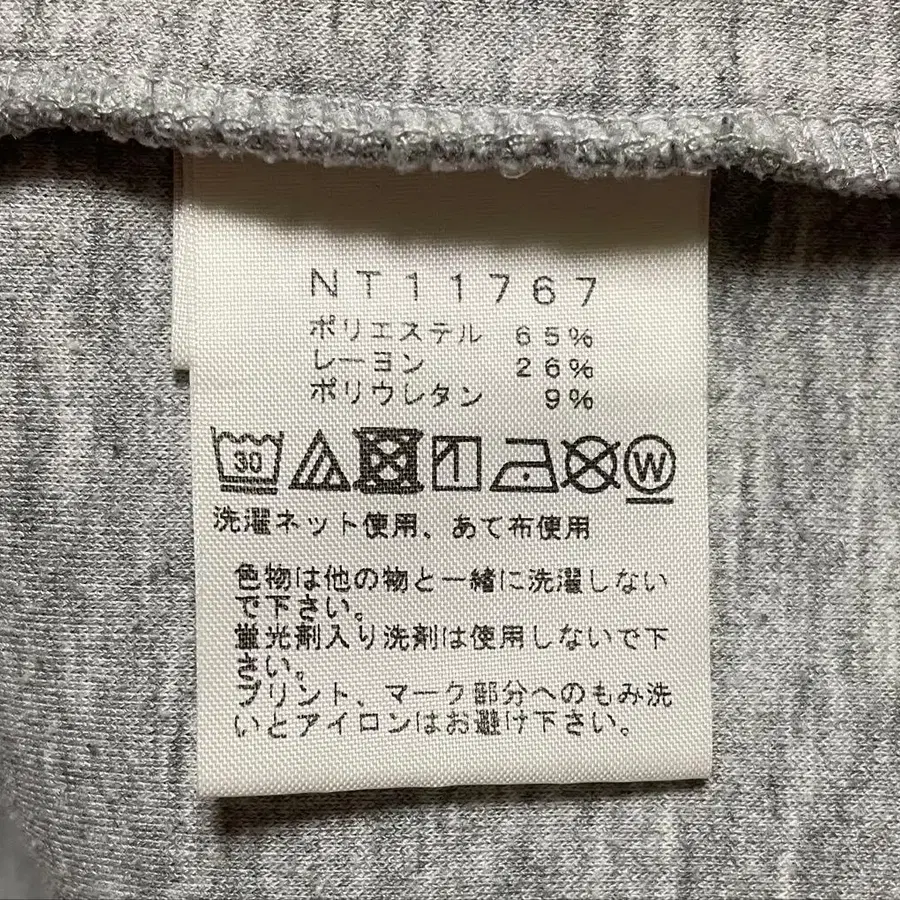 NT11767
ポリエステル 65%
レーヨン 26%
ポリウレタン 9%
30 W
洗濯ネット使用、あて布使用
色物は他の物と一緒に洗濯しない
で下さい。
蛍光剤入り洗剤は使用しないで下
さい。
プリント、マーク部分へのもみ洗
いとアイロンはお避け下さい。